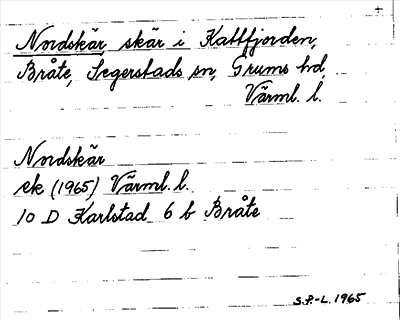 Nordskär skär i Kattfjorden,
Bråte, Segerstads sn, Grums hd,
Värml. l.
Nordskär
ek (1965) Värml. l.
10 D Karlstad 6 b Bråte
S.P.-L. 1965